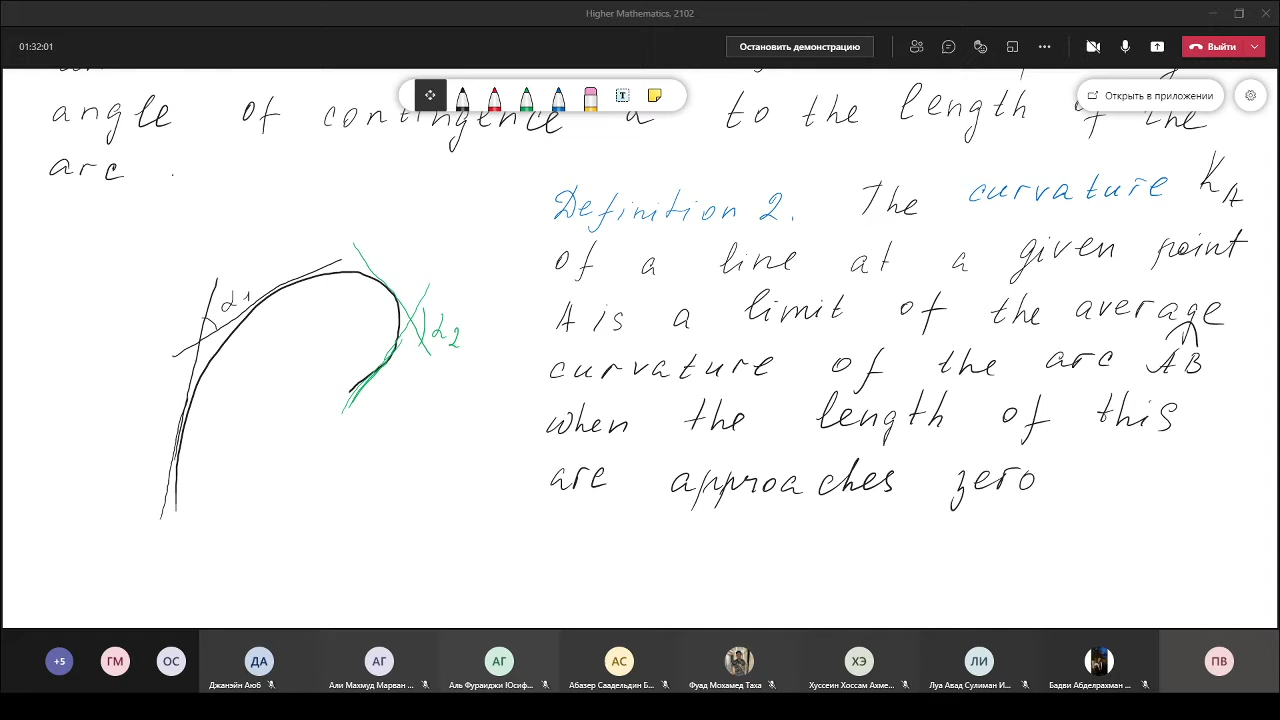 Higher Mathematics, 2102
01:32:01
Остановить демонстрацию
Выйти
Открыть в приложении
angle of contingence α to the length of the
arc .
Definition 2. The curvature K_A
of a line at a given point
A is a limit of the average
curvature of the arc AB
when the length of this
arc approaches zero
α1
α2
T
+5
ГМ
ОС
ДА
АГ
АГ
АС
ХЭ
ЛИ
ПВ
Джанэйн Аюб
Али Махмуд Марван ...
Аль Фураиджи Юсиф...
Абазер Саадельдин Б...
Фуад Мохамед Таха
Хуссеин Хоссам Ахме...
Луа Авад Сулиман И...
Бадви Абделрахман ...